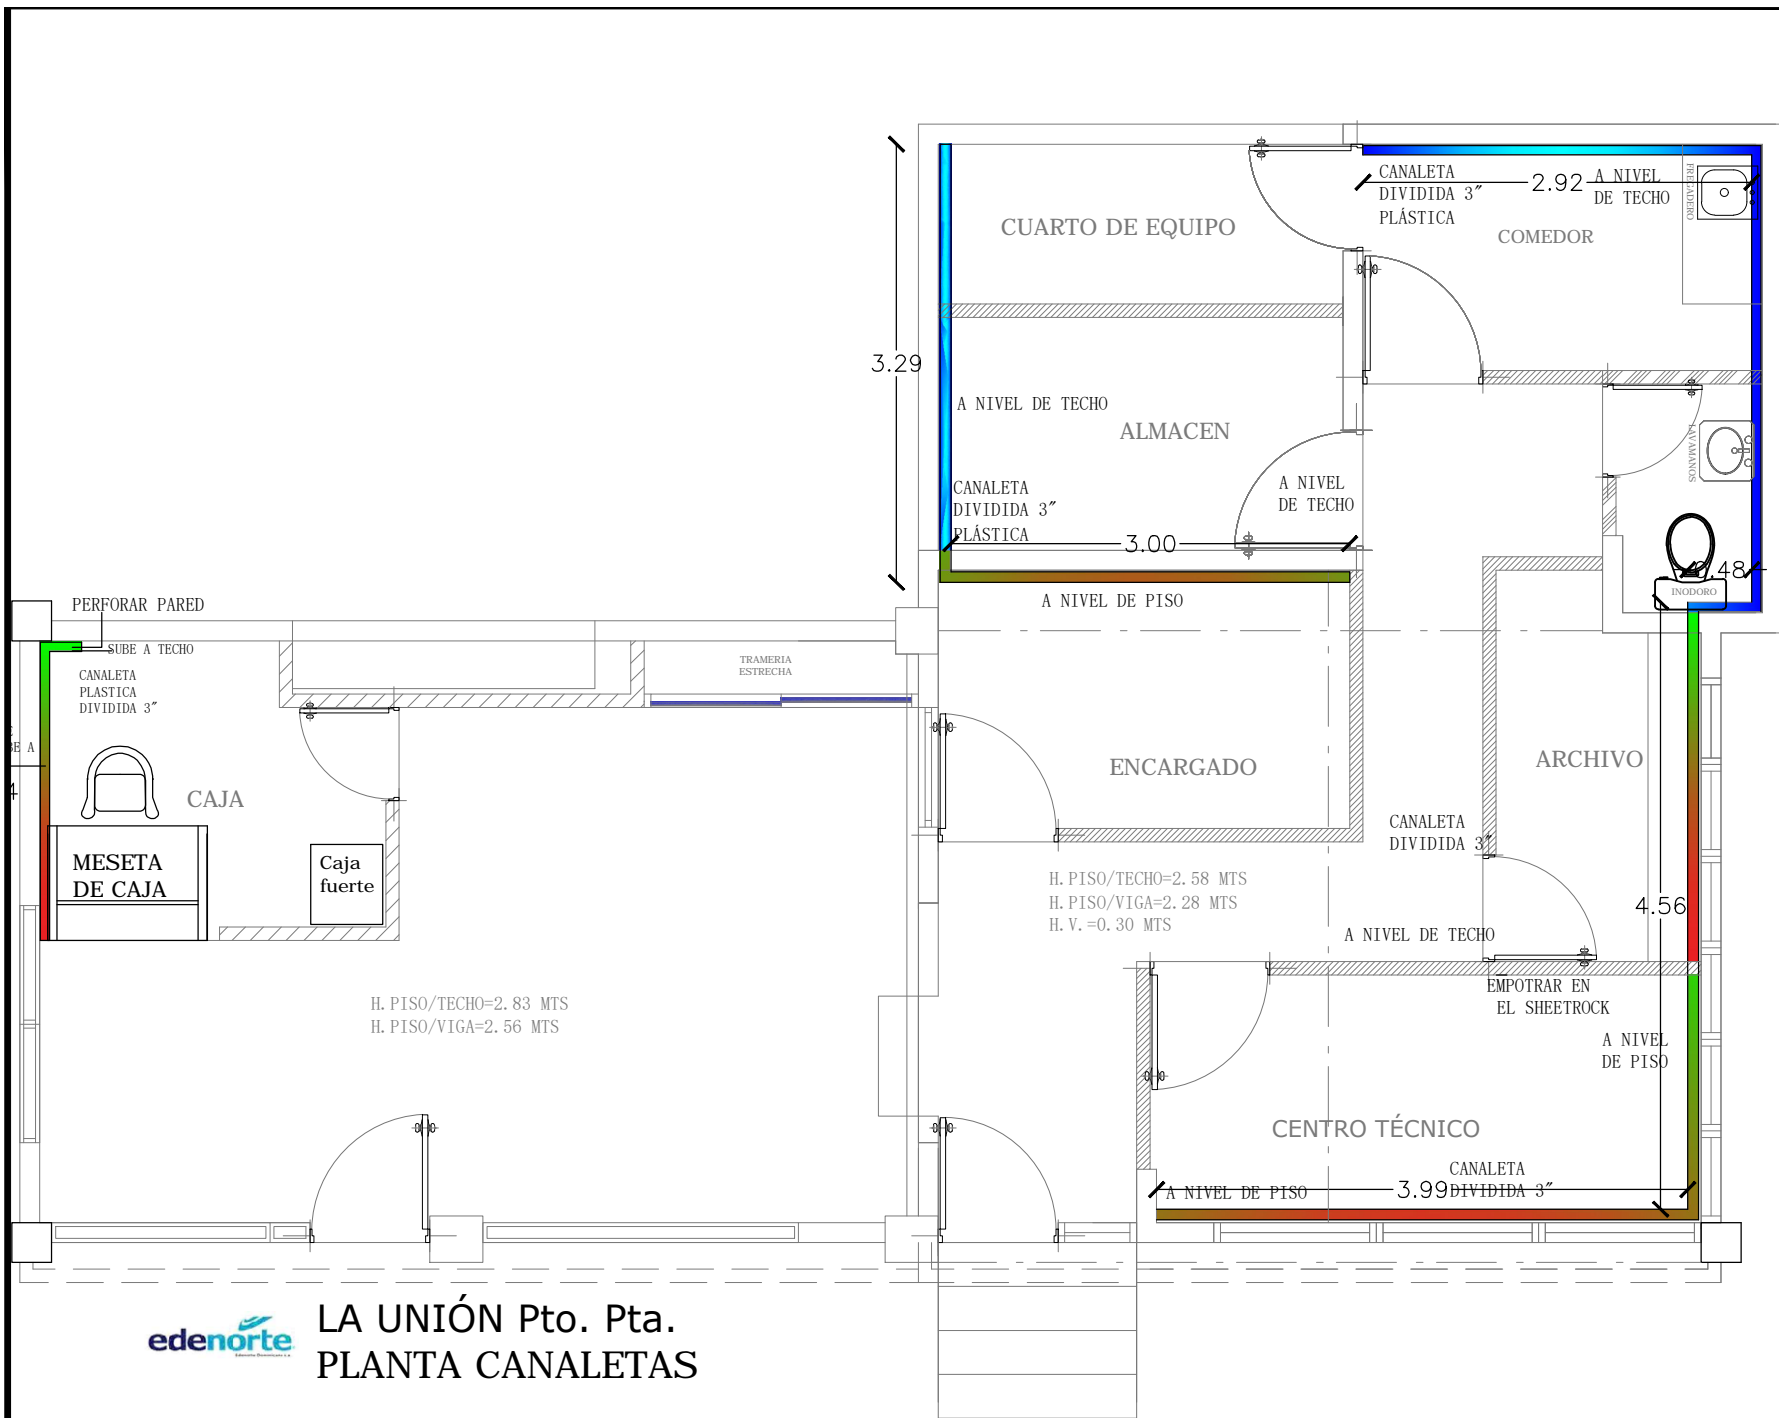 CANALETA
DIVIDIDA 3"
PLÁSTICA
2.92
A NIVEL
DE TECHO
FREGADERO
CUARTO DE EQUIPO
COMEDOR
3.29
A NIVEL DE TECHO
ALMACEN
LAVAMANOS
CANALETA
DIVIDIDA 3"
PLÁSTICA
A NIVEL
DE TECHO
3.00
0.48
INODORO
A NIVEL DE PISO
PERFORAR PARED
SUBE A TECHO
CANALETA
PLASTICA
DIVIDIDA 3"
TRAMERIA
ESTRECHA
BE A
4
CAJA
MESETA
DE CAJA
Caja
fuerte
ENCARGADO
ARCHIVO
CANALETA
DIVIDIDA 3"
H.PISO/TECHO=2.58 MTS
H.PISO/VIGA=2.28 MTS
H.V.=0.30 MTS
4.56
A NIVEL DE TECHO
EMPOTRAR EN
EL SHEETROCK
H.PISO/TECHO=2.83 MTS
H.PISO/VIGA=2.56 MTS
A NIVEL
DE PISO
CENTRO TÉCNICO
CANALETA
DIVIDIDA 3"
A NIVEL DE PISO
3.99
edenorte
LA UNIÓN Pto. Pta.
PLANTA CANALETAS